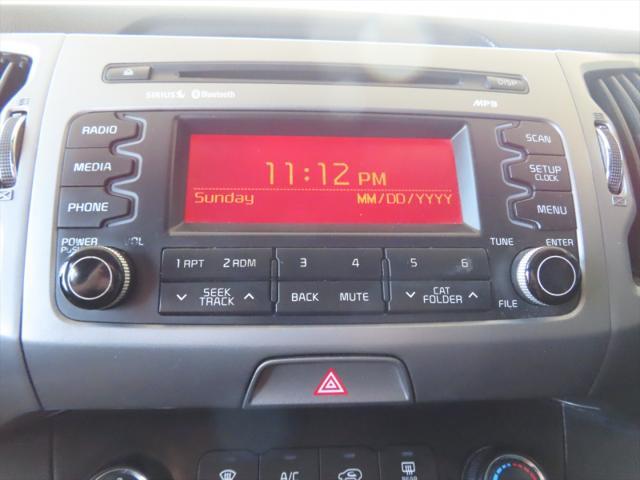 DISP
SIRIUS Bluetooth
MP3
RADIO
MEDIA
PHONE
POWER
PUSH
VOL
11:12 PM
Sunday MM/DD/YYYY
SCAN
SETUP
CLOCK
MENU
TUNE ENTER
FILE
1 RPT 2 RDM 3 4 5 6
SEEK
TRACK
BACK MUTE
CAT
FOLDER
A/C
REAR